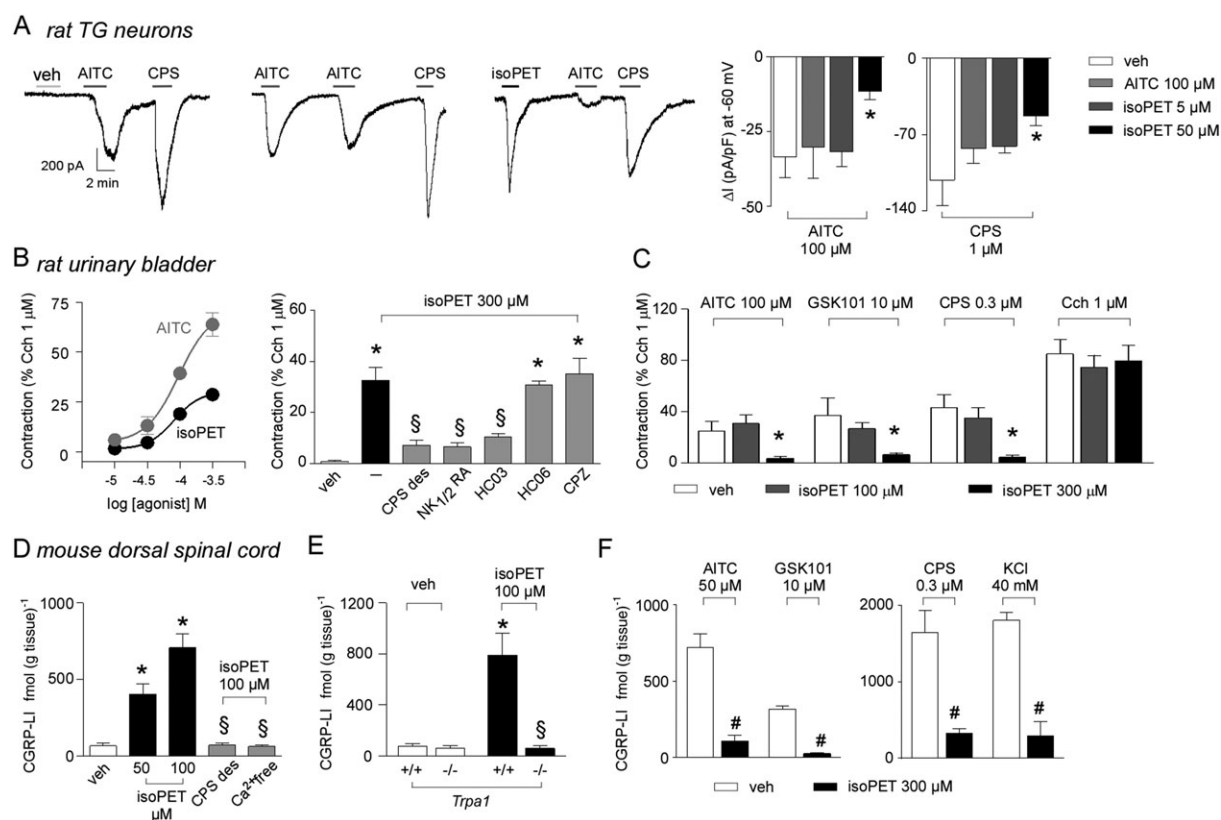 A rat TG neurons
veh AITC CPS
AITC AITC CPS
isoPET AITC CPS
200 pA
2 min
ΔI (pA/pF) at -60 mV
0
-25
-50
*
AITC
100 µM
0
-70
-140
*
CPS
1 µM
veh
AITC 100 µM
isoPET 5 µM
isoPET 50 µM
B rat urinary bladder
Contraction (% Cch 1 µM)
75
50
25
0
AITC
isoPET
-5 -4.5 -4 -3.5
log [agonist] M
Contraction (% Cch 1 µM)
60
40
20
0
isoPET 300 µM
* § § § * *
veh – CPS des NK1/2 RA HC03 HC06 CPZ
C
Contraction (% Cch 1 µM)
120
80
40
0
AITC 100 µM GSK101 10 µM CPS 0.3 µM Cch 1 µM
* * *
veh isoPET 100 µM isoPET 300 µM
D mouse dorsal spinal cord
CGRP-LI fmol (g tissue)-1
1000
500
0
* *
isoPET
100 µM
§ §
veh 50 100 CPS des Ca2+free
isoPET
µM
E
CGRP-LI fmol (g tissue)-1
1200
800
400
0
veh
isoPET
100 µM
* §
+/+ -/- +/+ -/-
Trpa1
F
CGRP-LI fmol (g tissue)-1
1000
500
0
AITC
50 µM
GSK101
10 µM
# #
2000
1000
0
CPS
0.3 µM
KCl
40 mM
# #
veh isoPET 300 µM